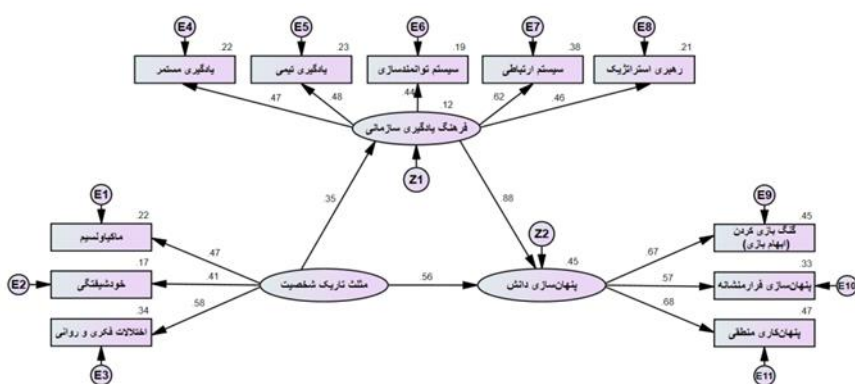 E4 E5 E6 E7 E8
.22 .23 .19 .38 .21
یادگیری مستمر
یادگیری تیمی
سیستم توانمندسازی
سیستم ارتباطی
رهبری استراتژیک
.47 .48 .44 .62 .46
.12
فرهنگ یادگیری سازمانی
Z1
.35
.88
E1
.22
ماکیاولسیم
.47
E2
.17
خودشیفتگی
.41
.34
اختلالات فکری و روانی
.58
E3
مثلث تاریک شخصیت
.56
Z2
.45
پنهان‌سازی دانش
E9
.45
گنگ بازی کردن
(ابهام بازی)
.67
.33
پنهان‌سازی فرارمنشانه
E10
.57
.47
پنهان‌کاری منطقی
.68
E11